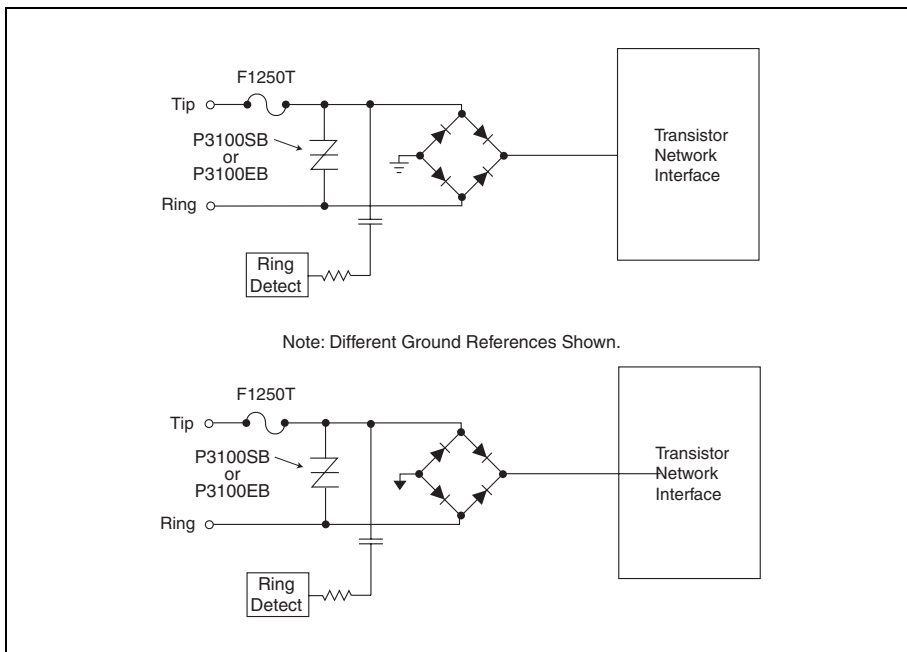 F1250T
Tip
P3100SB
or
P3100EB
Ring
Ring
Detect
Transistor
Network
Interface
Note: Different Ground References Shown.
F1250T
Tip
P3100SB
or
P3100EB
Ring
Ring
Detect
Transistor
Network
Interface